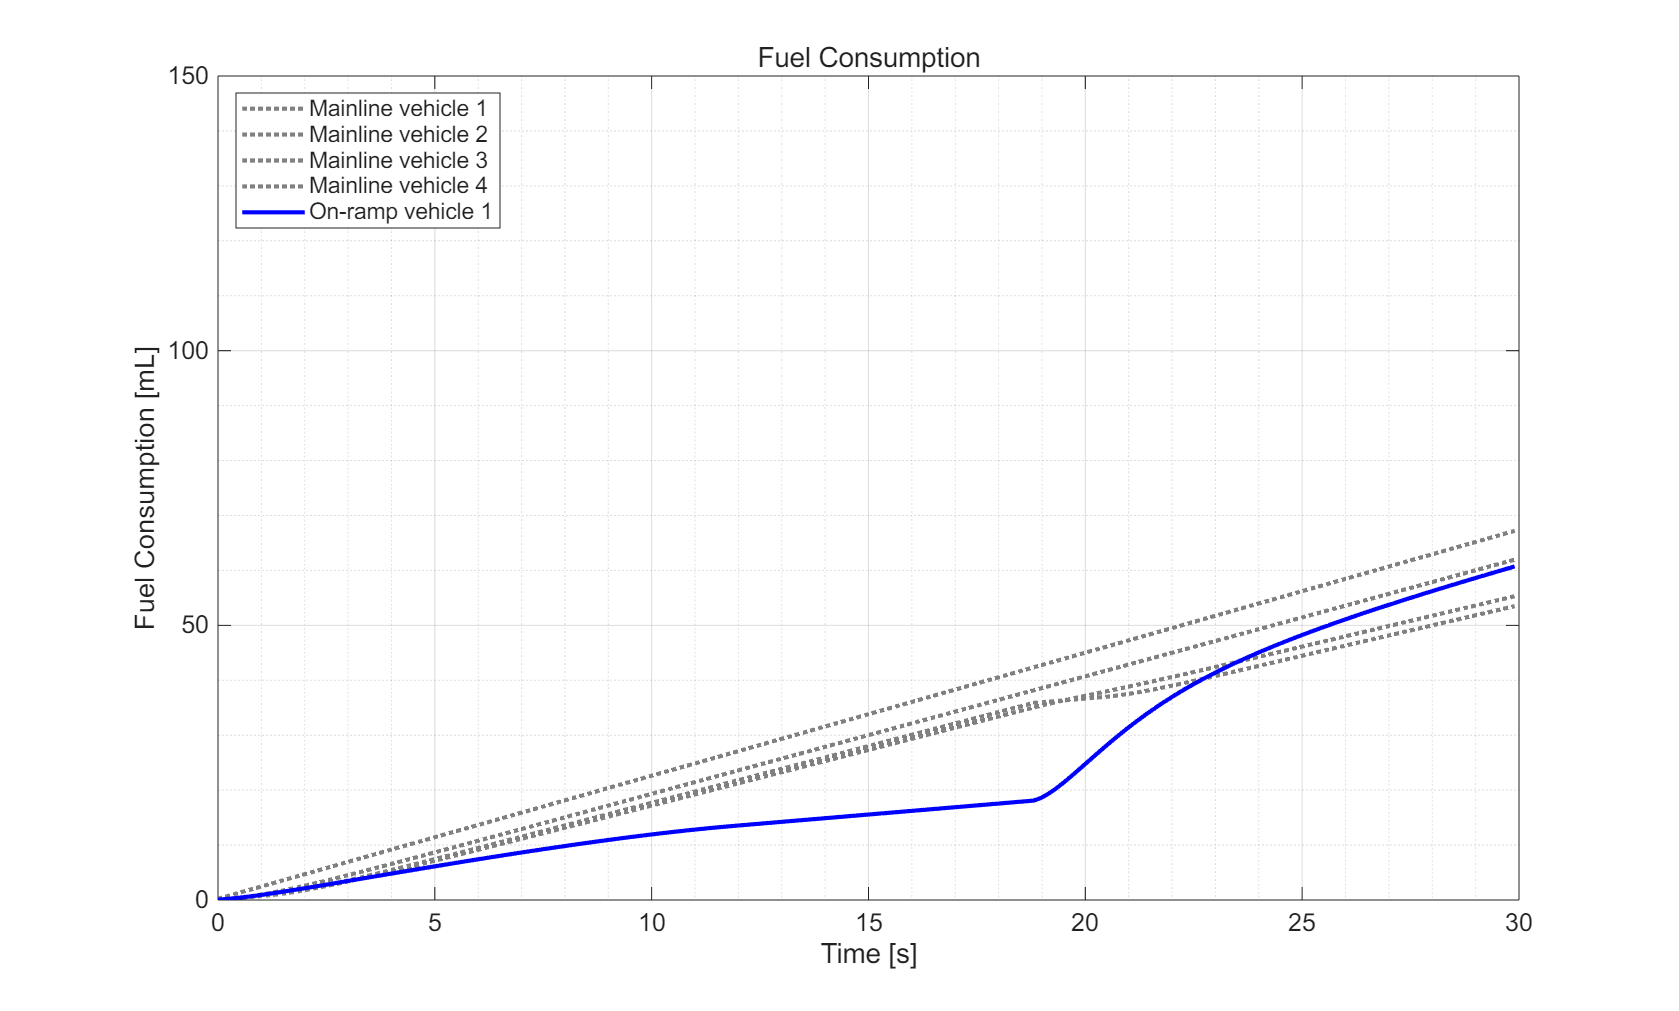 Fuel Consumption
150
Mainline vehicle 1
Mainline vehicle 2
Mainline vehicle 3
Mainline vehicle 4
On-ramp vehicle 1
100
Fuel Consumption [mL]
50
0
0 5 10 15 20 25 30
Time [s]